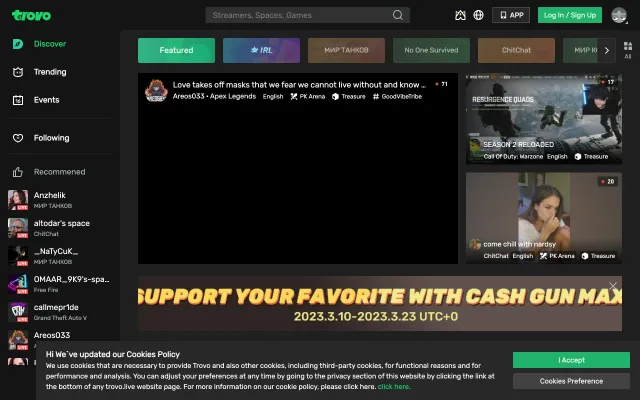 trovo
Streamers, Spaces, Games
APP
Log In / Sign Up
Discover
Trending
Events
Following
Recommened
Anzhelik
МИР ТАНКОВ
LIVE
altodar's space
ChitChat
LIVE
_NaTyCuK_
МИР ТАНКОВ
LIVE
OMAAR_9K9's-spa...
Free Fire
LIVE
callmepr1de
Grand Theft Auto V
LIVE
Areos033
Featured
IRL
МИР ТАНКОВ
No One Survived
ChitChat
All
Love takes off masks that we fear we cannot live without and know ...
71
Areos033 • Apex Legends English PK Arena Treasure # GoodVibeTribe
17
RESURGENCE QUADS
SEASON 2 RELOADED
Call Of Duty: Warzone English Treasure
20
come chill with nardsy
ChitChat English PK Arena Treasure
SUPPORT YOUR FAVORITE WITH CASH GUN MAX
2023.3.10-2023.3.23 UTC+0
Hi We`ve updated our Cookies Policy
We use cookies that are necessary to provide Trovo and also other cookies, including third-party cookies, for functional reasons and for
performance and analysis. You can adjust your preferences at any time by going to the privacy section of this website by clicking the link at
the bottom of any trovo.live website page. For more information on our cookie policy, please click here. click here.
I Accept
Cookies Preference